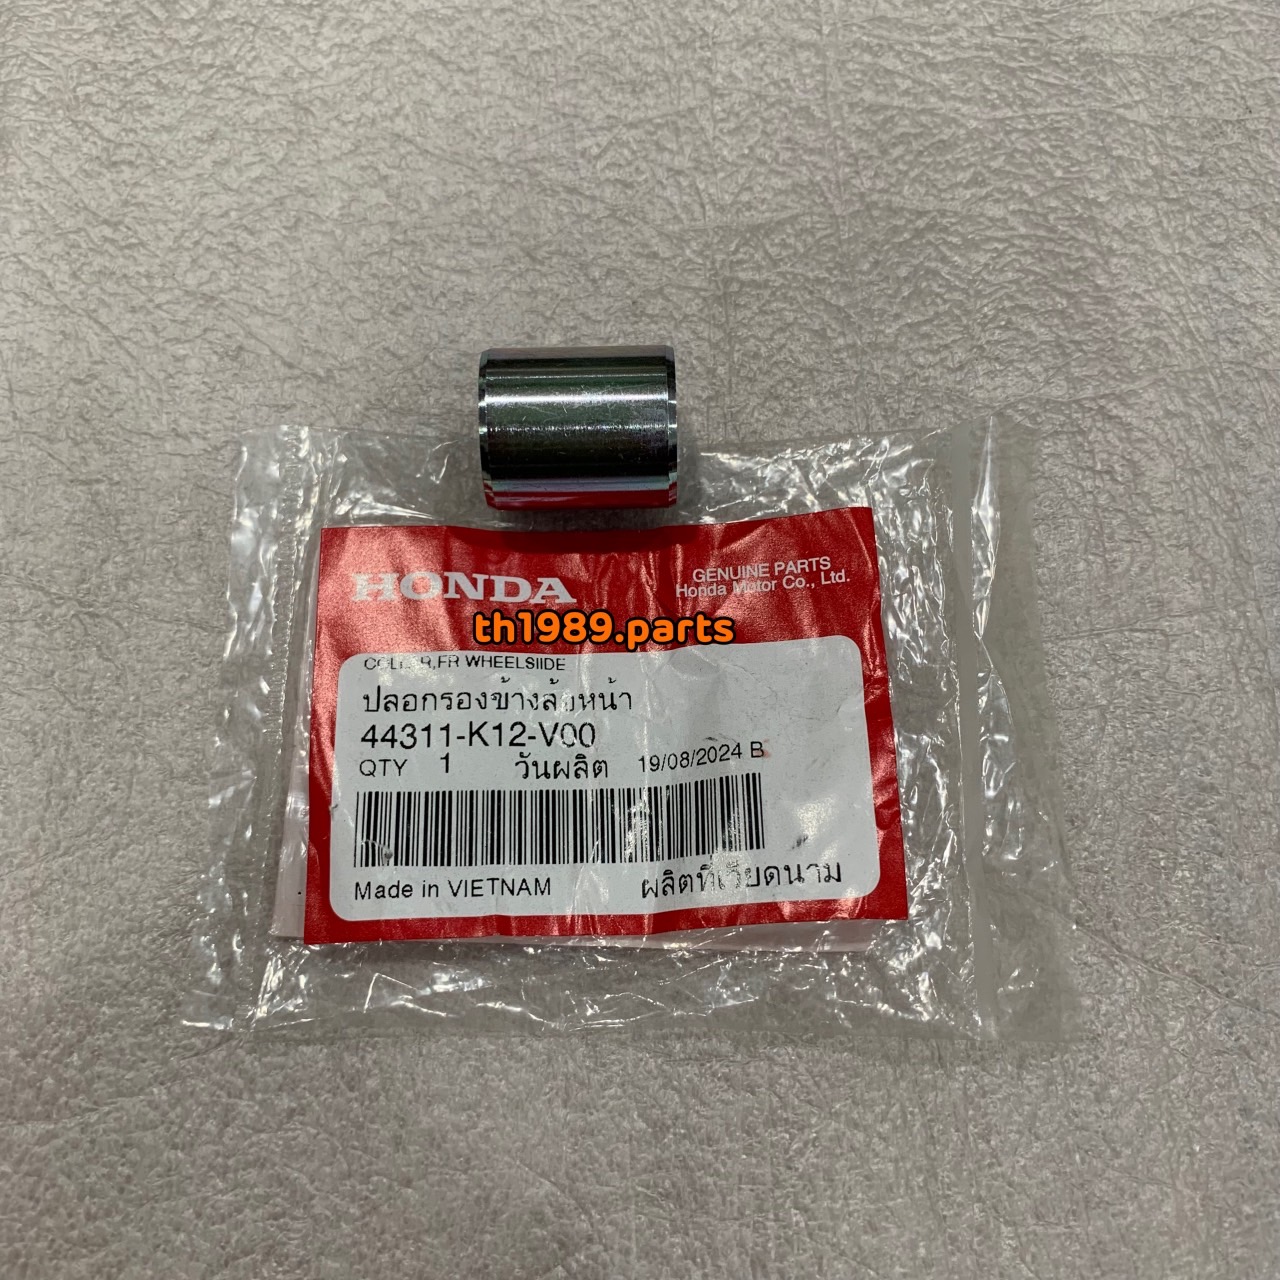 HONDA
GENUINE PARTS
Honda Motor Co., Ltd.
th1989.parts
FR WHEELSIIDE
ปลอกรองข้างล้อหน้า
44311-K12-V00
QTY 1 วันผลิต 19/08/2024 B
Made in VIETNAM ผลิตที่เวียดนาม